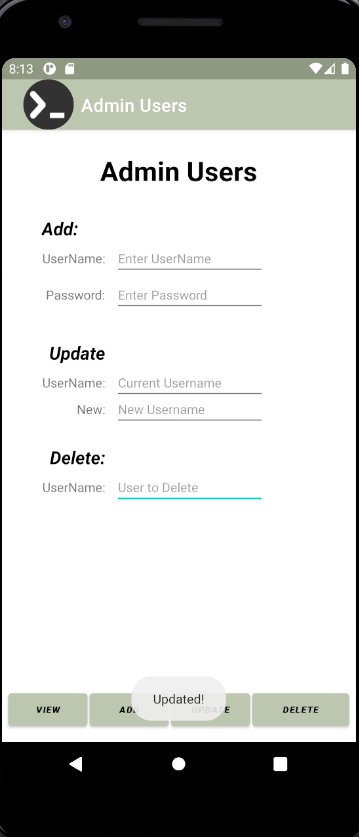 8:13
Admin Users
Admin Users
Add:
UserName: Enter UserName
Password: Enter Password
Update
UserName: Current Username
New: New Username
Delete:
UserName: User to Delete
Updated!
VIEW ADD UPDATE DELETE